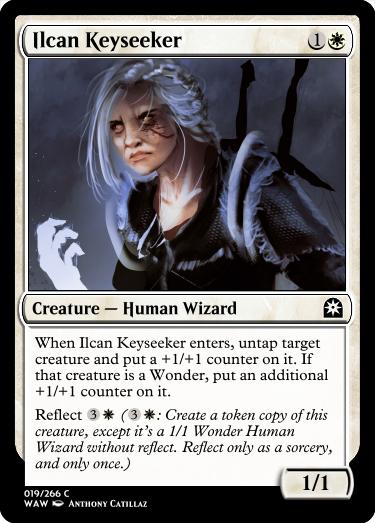 Ilcan Keyseeker 1
Creature — Human Wizard
When Ilcan Keyseeker enters, untap target
creature and put a +1/+1 counter on it. If
that creature is a Wonder, put an additional
+1/+1 counter on it.
Reflect 3 (3 : Create a token copy of this
creature, except it's a 1/1 Wonder Human
Wizard without reflect. Reflect only as a sorcery,
and only once.)
1/1
019/266 C
WAW ANTHONY CATILLAZ